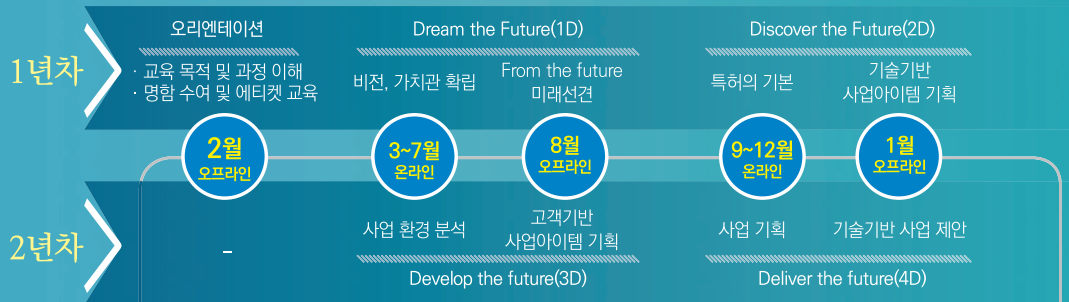 1년차
오리엔테이션
· 교육 목적 및 과정 이해
· 명함 수여 및 에티켓 교육
Dream the Future(1D)
비전, 가치관 확립
From the future
미래선견
Discover the Future(2D)
특허의 기본
기술기반
사업아이템 기획
2월
오프라인
3~7월
온라인
8월
오프라인
9~12월
온라인
1월
오프라인
2년차
–
사업 환경 분석
고객기반
사업아이템 기획
Develop the future(3D)
사업 기획
기술기반 사업 제안
Deliver the future(4D)